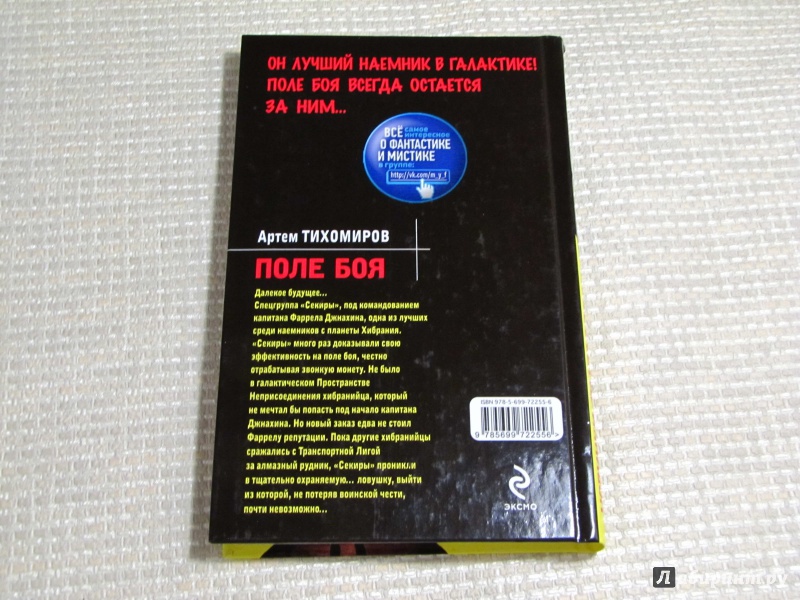 ОН ЛУЧШИЙ НАЕМНИК В ГАЛАКТИКЕ!
ПОЛЕ БОЯ ВСЕГДА ОСТАЕТСЯ
ЗА НИМ...
ВСЁ самое
интересное
О ФАНТАСТИКЕ
И МИСТИКЕ
в группе:
http://vk.com/m_y_f
Артем ТИХОМИРОВ
ПОЛЕ БОЯ
Далекое будущее...
Спецгруппа «Секиры», под командованием
капитана Фаррела Джнахина, одна из лучших
среди наемников с планеты Хибрания.
«Секиры» много раз доказывали свою
эффективность на поле боя, честно
отрабатывая звонкую монету. Не было
в галактическом Пространстве
Неприсоединения хибранийца, который
не мечтал бы попасть под начало капитана
Джнахина. Но новый заказ едва не стоил
Фаррелу репутации. Пока другие хибранийцы
сражались с Транспортной Лигой
за алмазный рудник, «Секиры» проникли
в тщательно охраняемую... ловушку, выйти
из которой, не потеряв воинской чести,
почти невозможно...
ISBN 978-5-699-72255-6
9 785699 722556 >
ЭКСМО
Лабиринт.ру